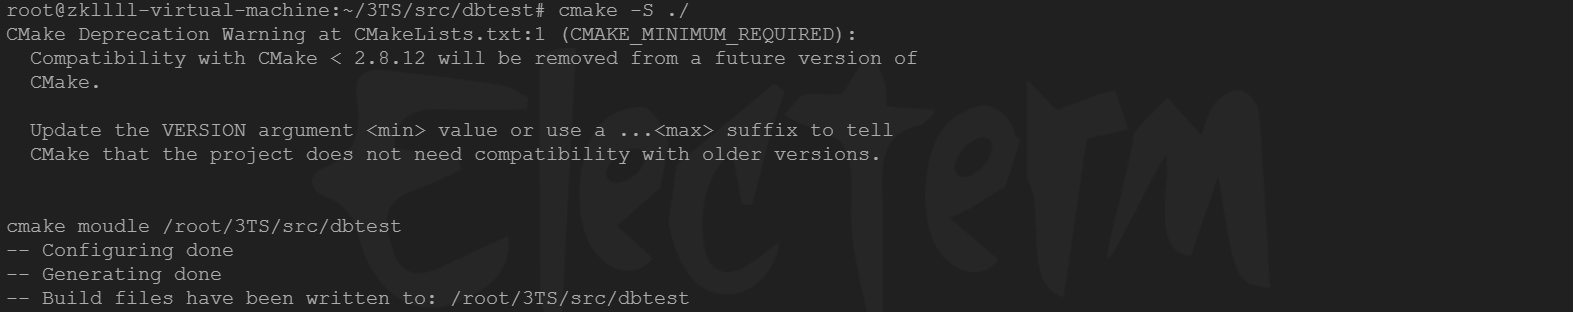 root@zkllll-virtual-machine:~/3TS/src/dbtest# cmake -S ./
CMake Deprecation Warning at CMakeLists.txt:1 (CMAKE_MINIMUM_REQUIRED):
  Compatibility with CMake < 2.8.12 will be removed from a future version of
  CMake.

  Update the VERSION argument <min> value or use a ...<max> suffix to tell
  CMake that the project does not need compatibility with older versions.

cmake moudle /root/3TS/src/dbtest
-- Configuring done
-- Generating done
-- Build files have been written to: /root/3TS/src/dbtest
Electerm